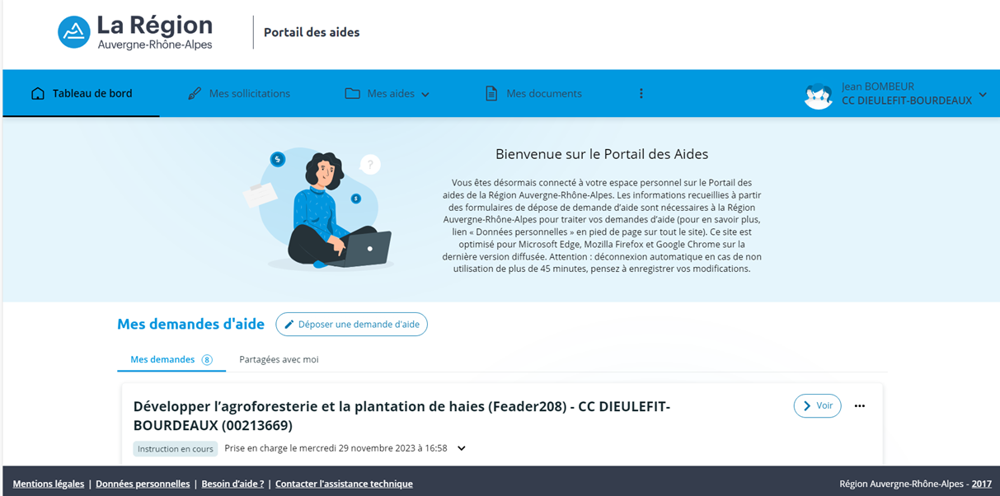 La Région
Auvergne-Rhône-Alpes
Portail des aides
Tableau de bord
Mes sollicitations
Mes aides
Mes documents
Jean BOMBEUR
CC DIEULEFIT-BOURDEAUX
$
?
$
Bienvenue sur le Portail des Aides
Vous êtes désormais connecté à votre espace personnel sur le Portail des
aides de la Région Auvergne-Rhône-Alpes. Les informations recueillies à partir
des formulaires de dépose de demande d'aide sont nécessaires à la Région
Auvergne-Rhône-Alpes pour traiter vos demandes d'aide (pour en savoir plus,
lien « Données personnelles » en pied de page sur tout le site). Ce site est
optimisé pour Microsoft Edge, Mozilla Firefox et Google Chrome sur la
dernière version diffusée. Attention : déconnexion automatique en cas de non
utilisation de plus de 45 minutes, pensez à enregistrer vos modifications.
Mes demandes d'aide
Déposer une demande d'aide
Mes demandes 8
Partagées avec moi
Développer l'agroforesterie et la plantation de haies (Feader208) - CC DIEULEFIT-
BOURDEAUX (00213669)
Voir
Instruction en cours
Prise en charge le mercredi 29 novembre 2023 à 16:58
Mentions légales | Données personnelles | Besoin d'aide ? | Contacter l'assistance technique
Région Auvergne-Rhône-Alpes - 2017